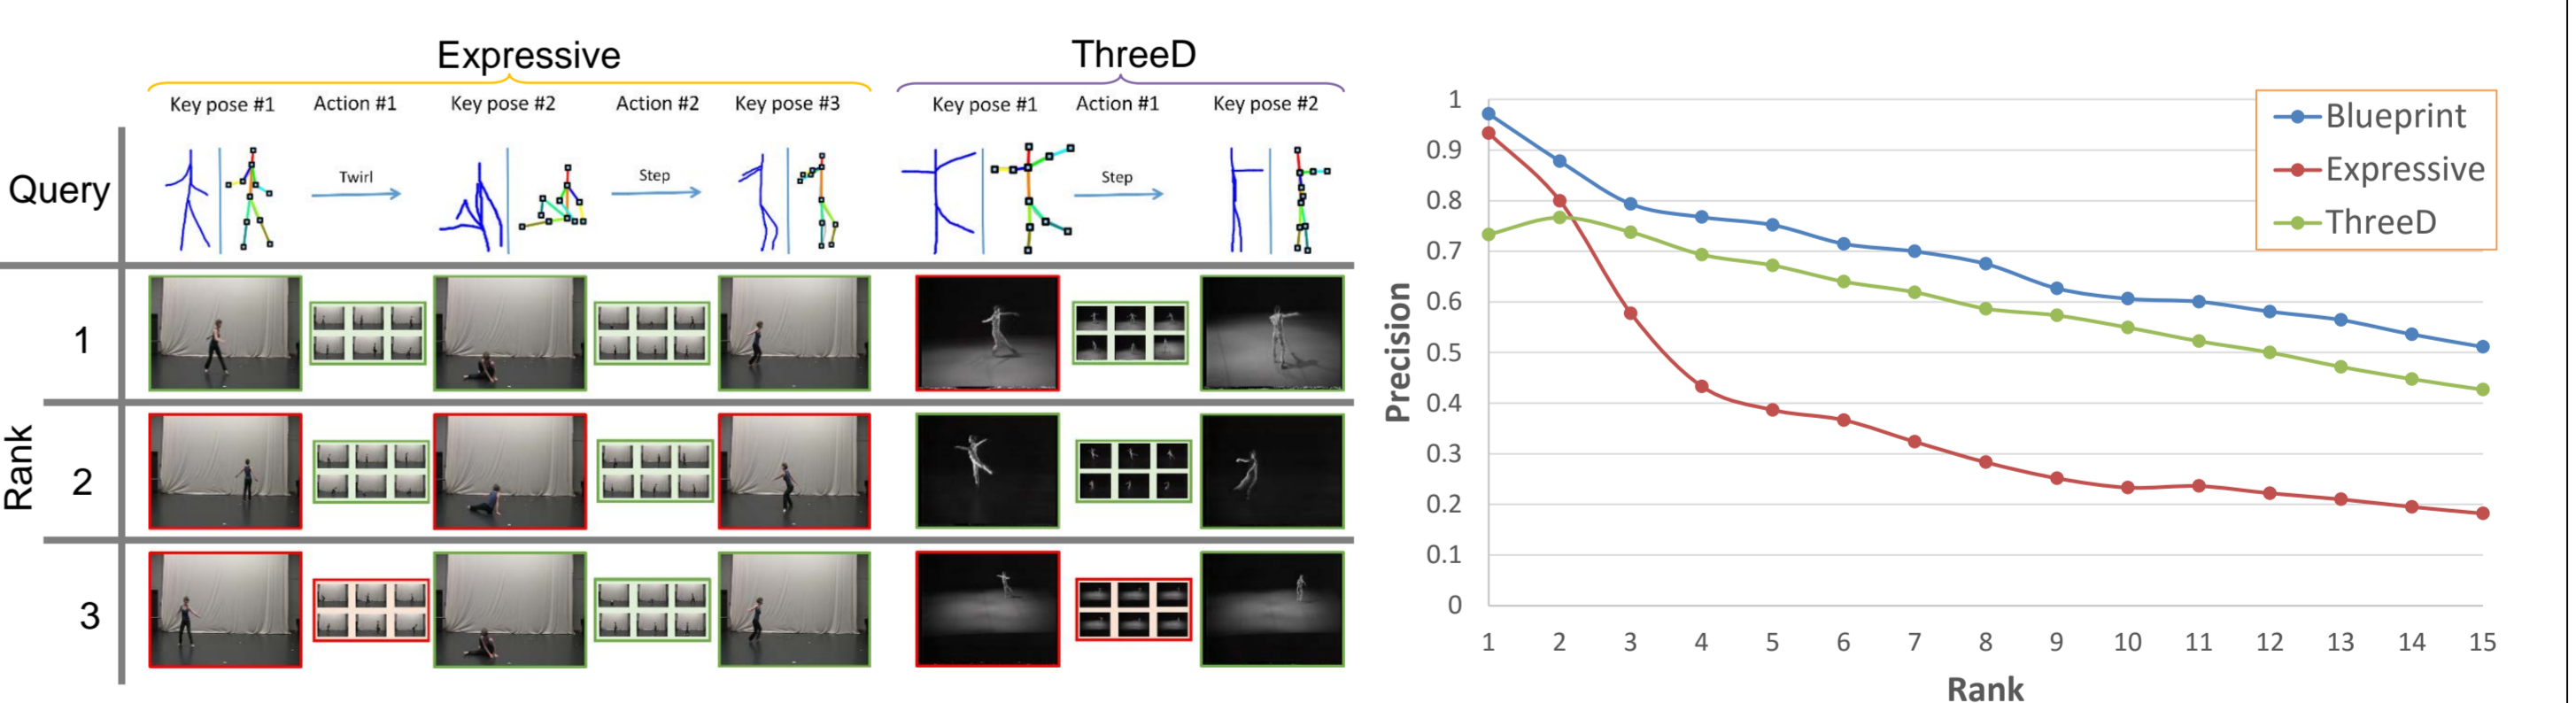 Expressive
ThreeD
Key pose #1 Action #1 Key pose #2 Action #2 Key pose #3 Key pose #1 Action #1 Key pose #2
Query
Twirl Step Step
Rank
1
2
3
Precision
1
0.9
0.8
0.7
0.6
0.5
0.4
0.3
0.2
0.1
0
Blueprint
Expressive
ThreeD
1 2 3 4 5 6 7 8 9 10 11 12 13 14 15
Rank